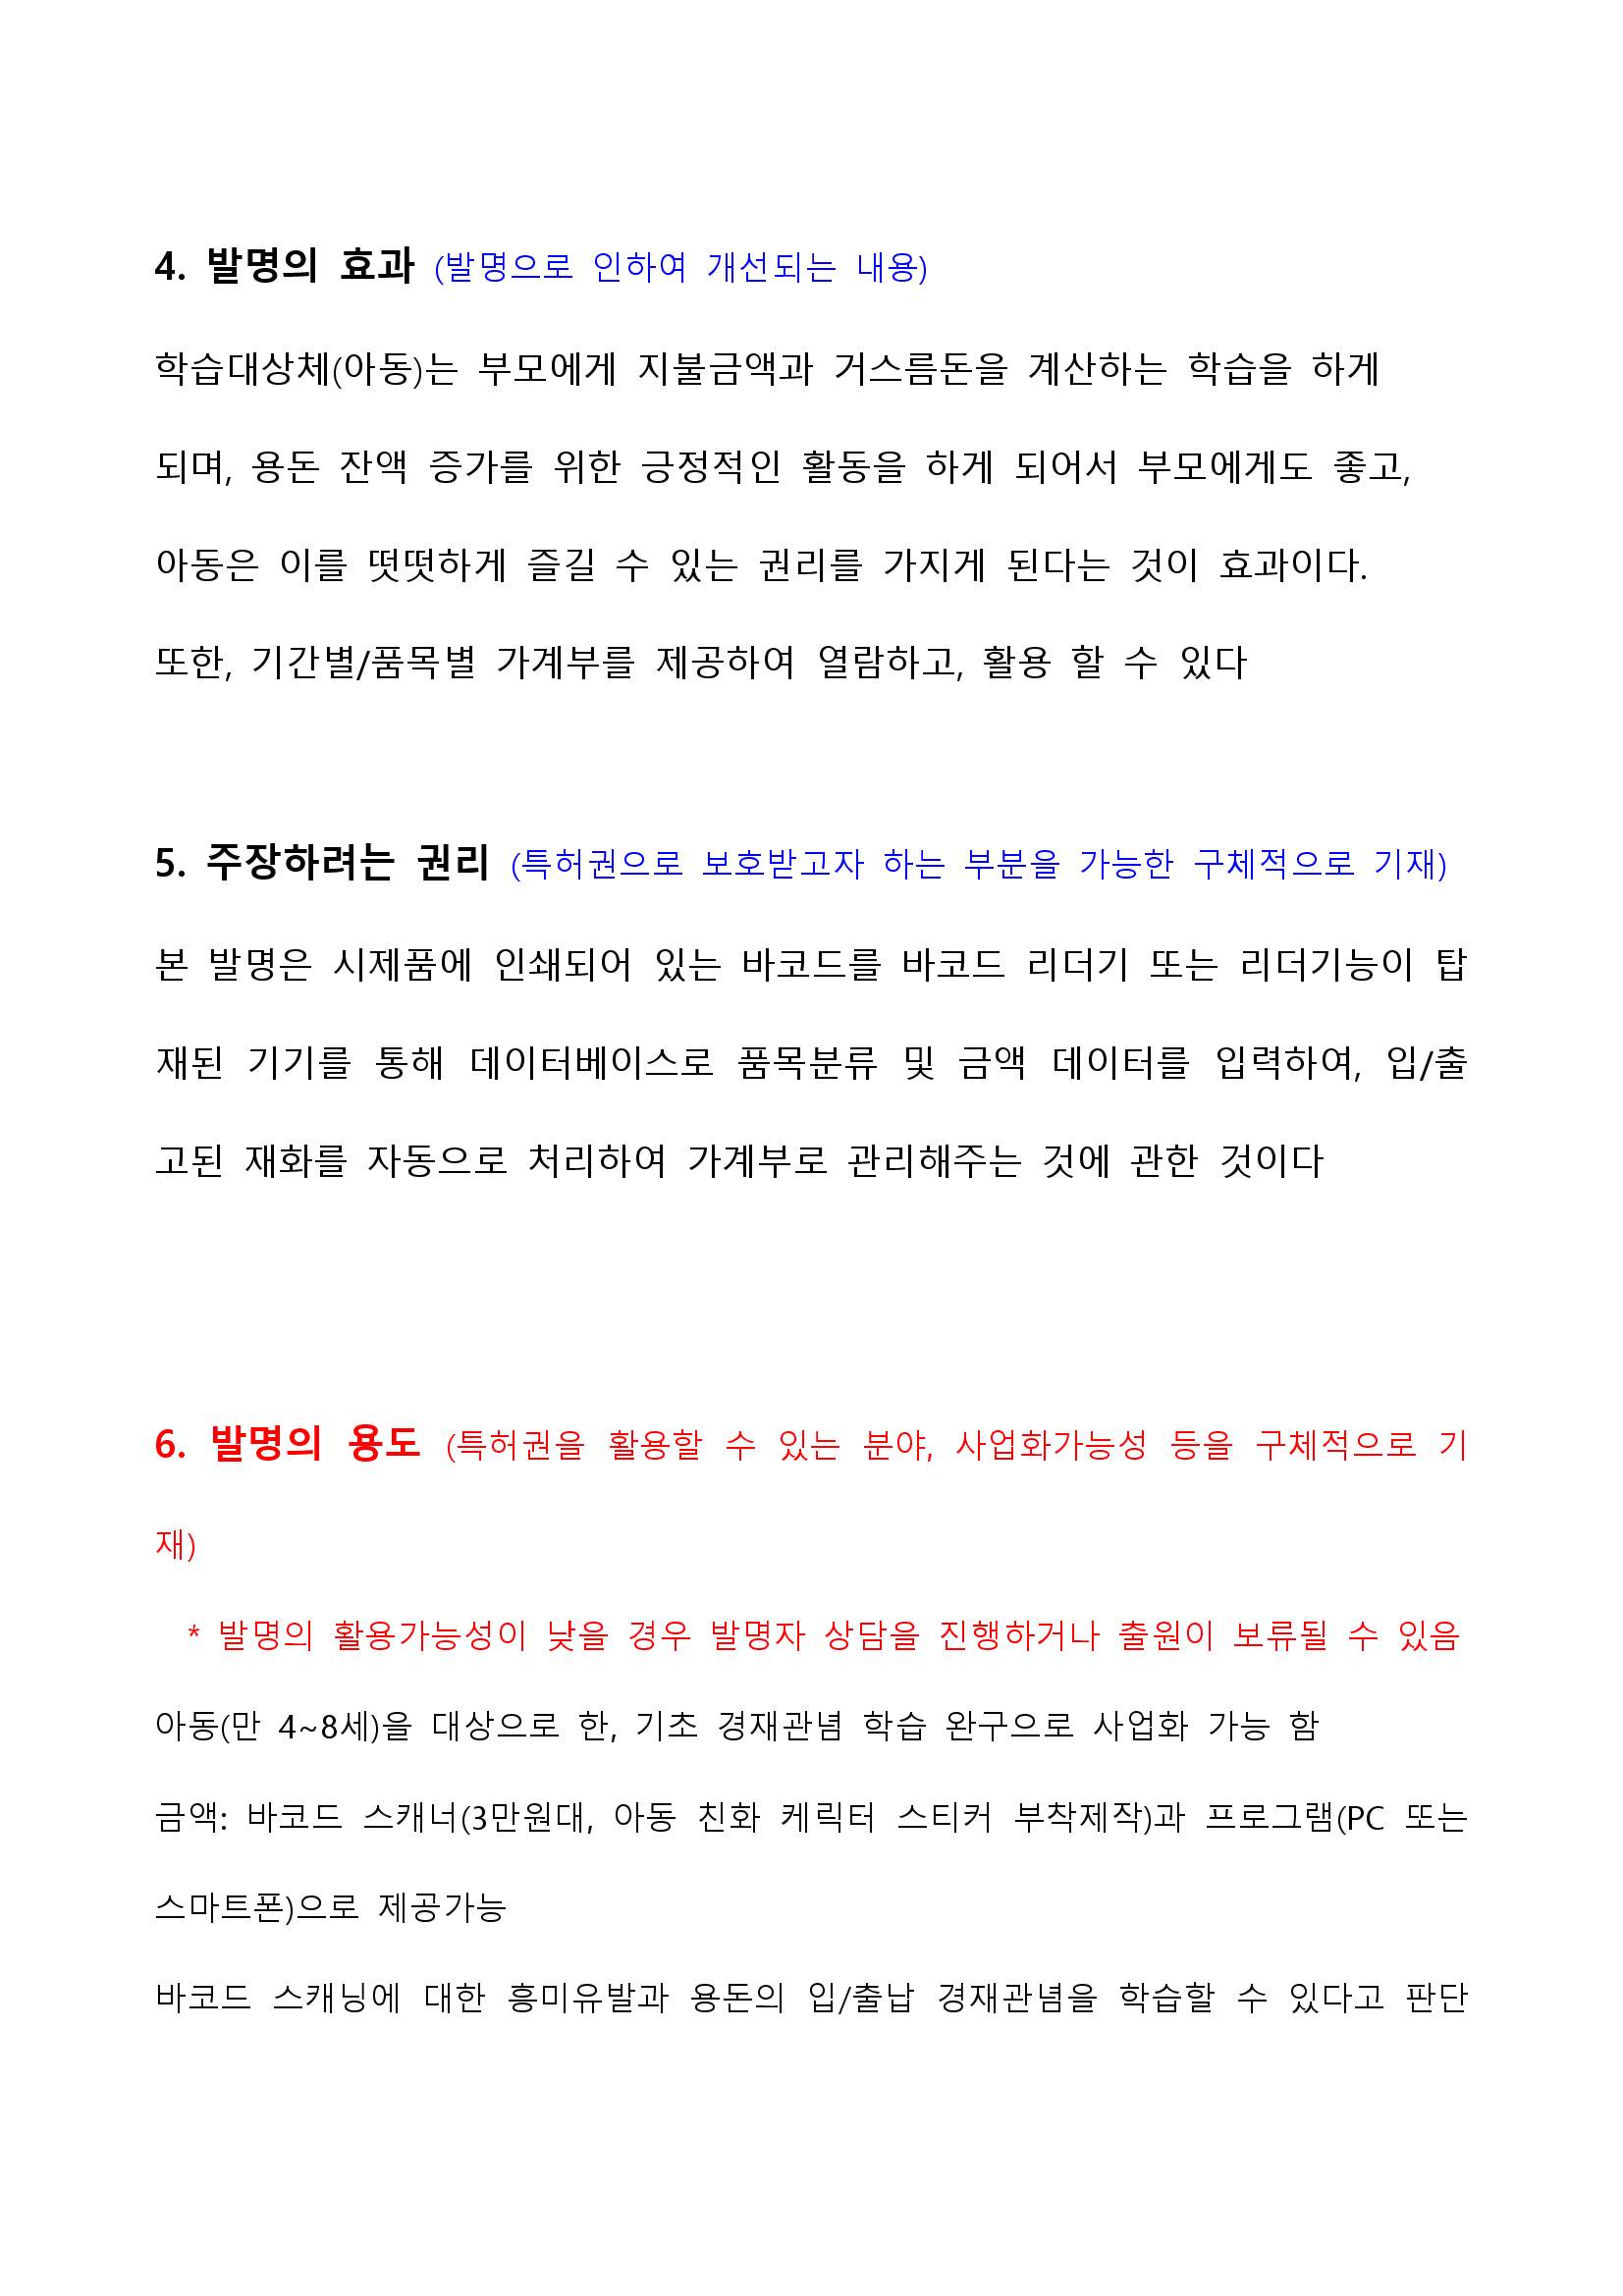 4. 발명의 효과 (발명으로 인하여 개선되는 내용)
학습대상체(아동)는 부모에게 지불금액과 거스름돈을 계산하는 학습을 하게
되며, 용돈 잔액 증가를 위한 긍정적인 활동을 하게 되어서 부모에게도 좋고,
아동은 이를 떳떳하게 즐길 수 있는 권리를 가지게 된다는 것이 효과이다.
또한, 기간별/품목별 가계부를 제공하여 열람하고, 활용 할 수 있다
5. 주장하려는 권리 (특허권으로 보호받고자 하는 부분을 가능한 구체적으로 기재)
본 발명은 시제품에 인쇄되어 있는 바코드를 바코드 리더기 또는 리더기능이 탑
재된 기기를 통해 데이터베이스로 품목분류 및 금액 데이터를 입력하여, 입/출
고된 재화를 자동으로 처리하여 가계부로 관리해주는 것에 관한 것이다
6. 발명의 용도 (특허권을 활용할 수 있는 분야, 사업화가능성 등을 구체적으로 기
재)
* 발명의 활용가능성이 낮을 경우 발명자 상담을 진행하거나 출원이 보류될 수 있음
아동(만 4~8세)을 대상으로 한, 기초 경재관념 학습 완구으로 사업화 가능 함
금액: 바코드 스캐너(3만원대, 아동 친화 케릭터 스티커 부착제작)과 프로그램(PC 또는
스마트폰)으로 제공가능
바코드 스캐닝에 대한 흥미유발과 용돈의 입/출납 경재관념을 학습할 수 있다고 판단